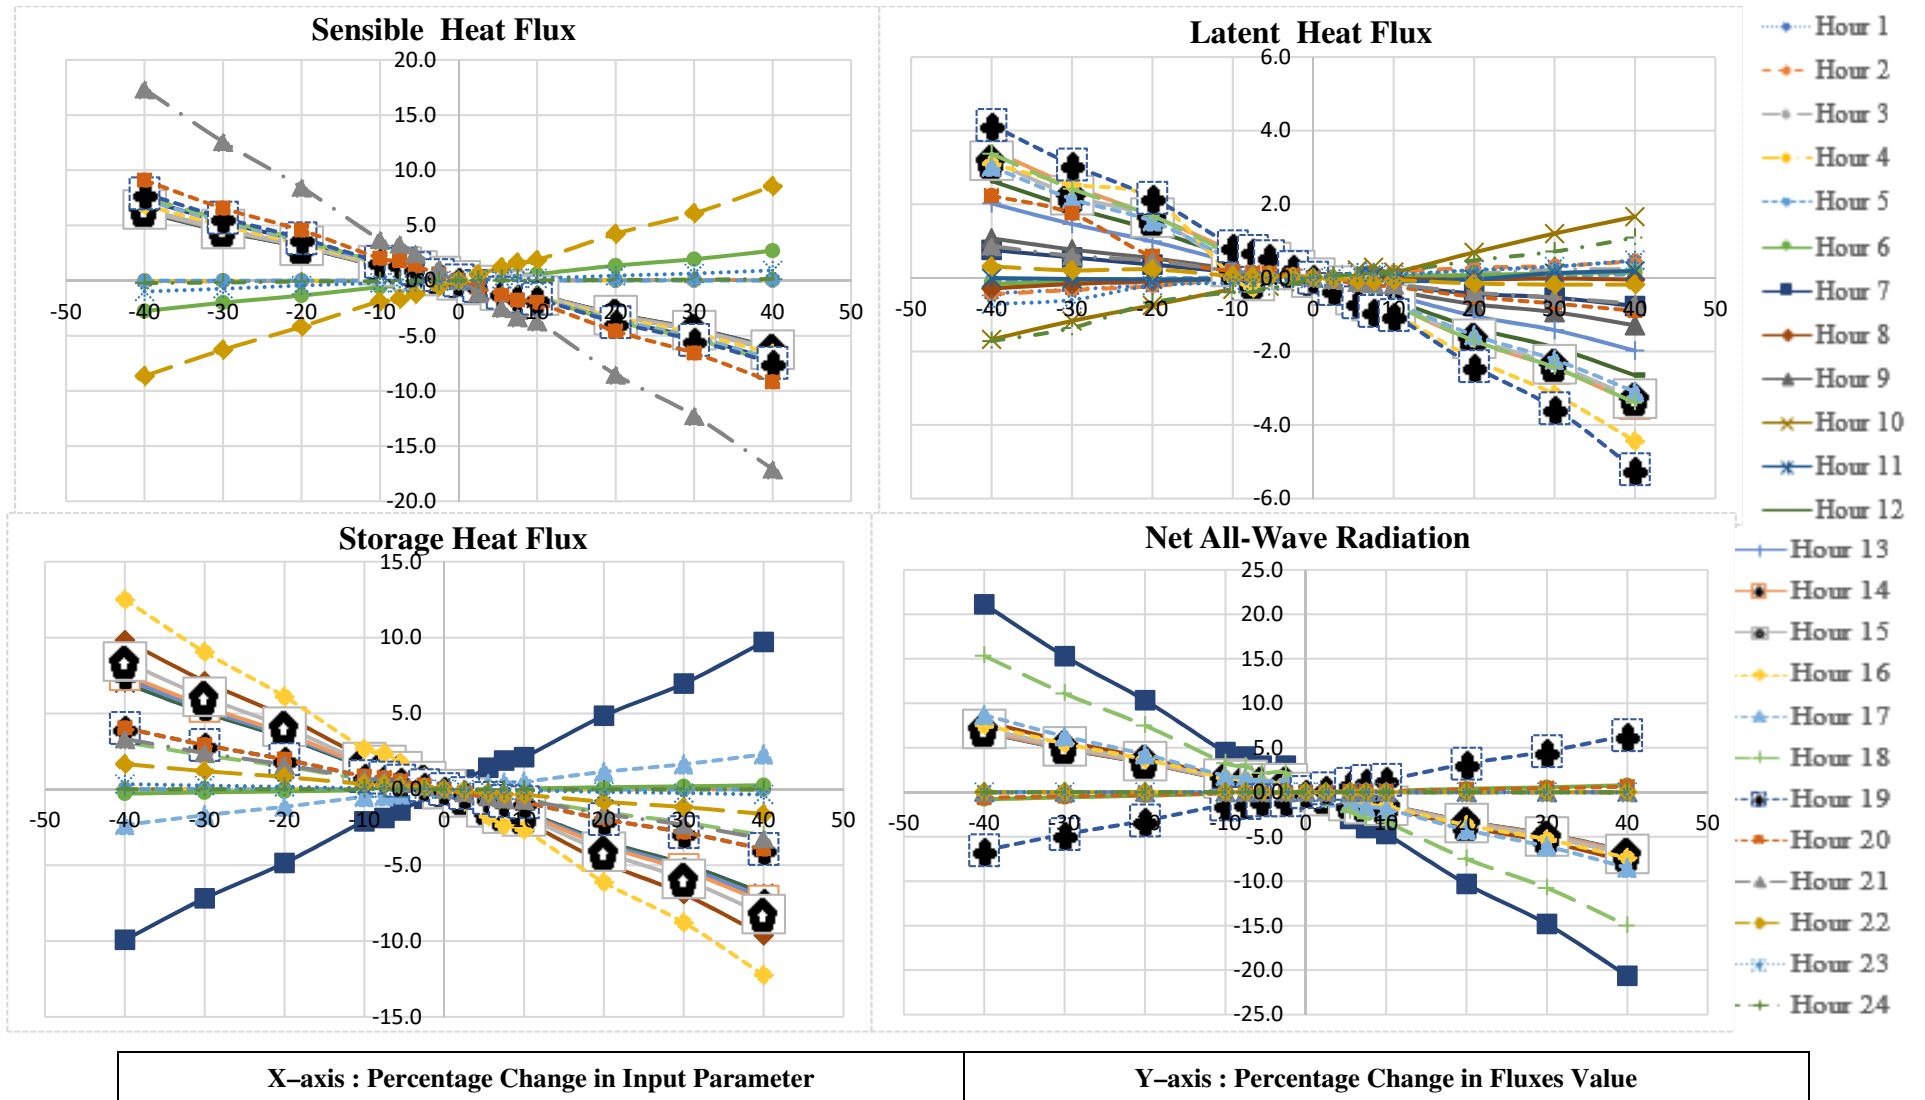 Sensible Heat Flux
20.0
15.0
10.0
5.0
0.0
-50 -40 -30 -20 -10 0 10 20 30 40 50
-5.0
-10.0
-15.0
-20.0
Latent Heat Flux
6.0
4.0
2.0
0.0
-50 -40 -30 -20 -10 0 10 20 30 40 50
-2.0
-4.0
-6.0
Storage Heat Flux
15.0
10.0
5.0
0.0
-50 -40 -30 -20 -10 0 10 20 30 40 50
-5.0
-10.0
-15.0
Net All-Wave Radiation
25.0
20.0
15.0
10.0
5.0
0.0
-50 -40 -30 -20 -10 0 10 20 30 40 50
-5.0
-10.0
-15.0
-20.0
-25.0
Hour 1
Hour 2
Hour 3
Hour 4
Hour 5
Hour 6
Hour 7
Hour 8
Hour 9
Hour 10
Hour 11
Hour 12
Hour 13
Hour 14
Hour 15
Hour 16
Hour 17
Hour 18
Hour 19
Hour 20
Hour 21
Hour 22
Hour 23
Hour 24
X–axis : Percentage Change in Input Parameter
Y–axis : Percentage Change in Fluxes Value